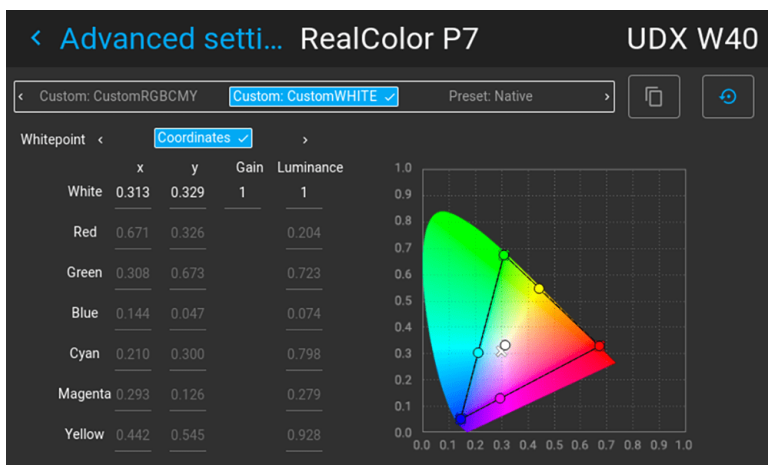 ‹ Advanced setti... RealColor P7 UDX W40
‹ Custom: CustomRGBCMY Custom: CustomWHITE ✓ Preset: Native ›
Whitepoint ‹ Coordinates ✓ ›
x y Gain Luminance
White 0.313 0.329 1 1
Red 0.671 0.326 0.204
Green 0.308 0.673 0.723
Blue 0.144 0.047 0.074
Cyan 0.210 0.300 0.798
Magenta 0.293 0.126 0.279
Yellow 0.442 0.545 0.928
1.0
0.9
0.8
0.7
0.6
0.5
0.4
0.3
0.2
0.1
0.0
0.0 0.1 0.2 0.3 0.4 0.5 0.6 0.7 0.8 0.9 1.0